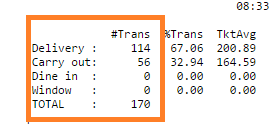 08:33
#Trans %Trans TktAvg
Delivery : 114 67.06 200.89
Carry out: 56 32.94 164.59
Dine in : 0 0.00 0.00
Window : 0 0.00 0.00
TOTAL : 170